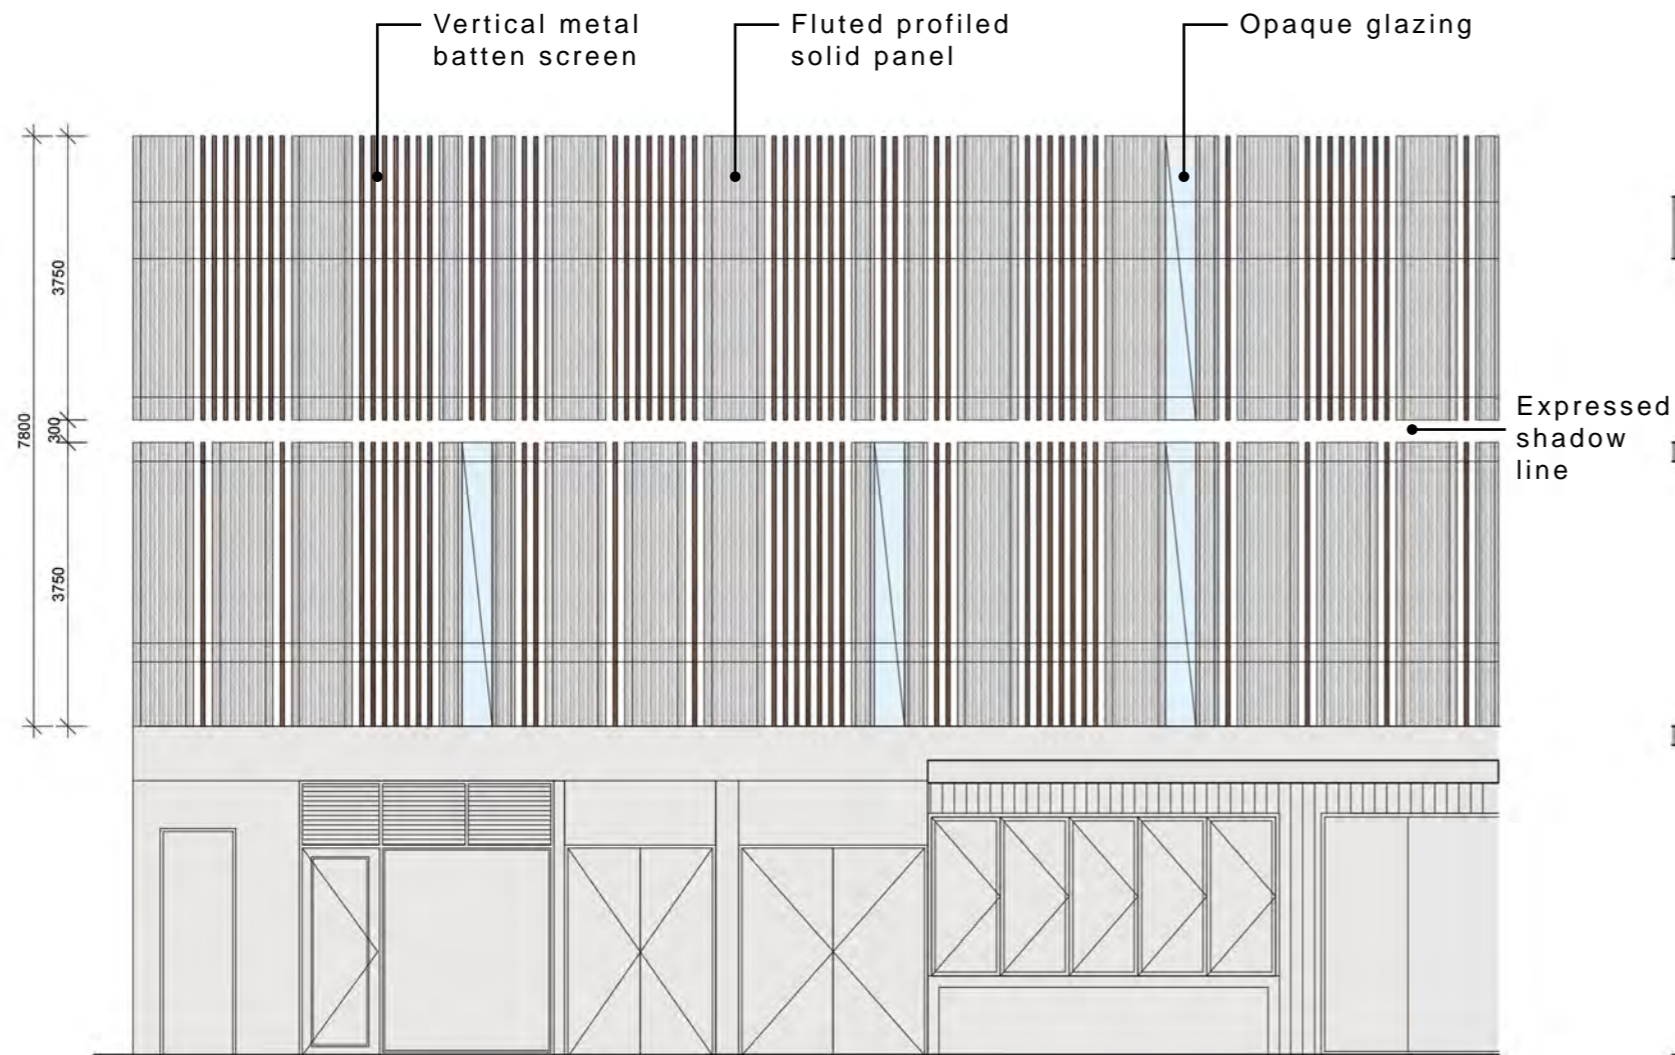 Vertical metal
batten screen
Fluted profiled
solid panel
Opaque glazing
3750
7800
300
Expressed
shadow
line
3750